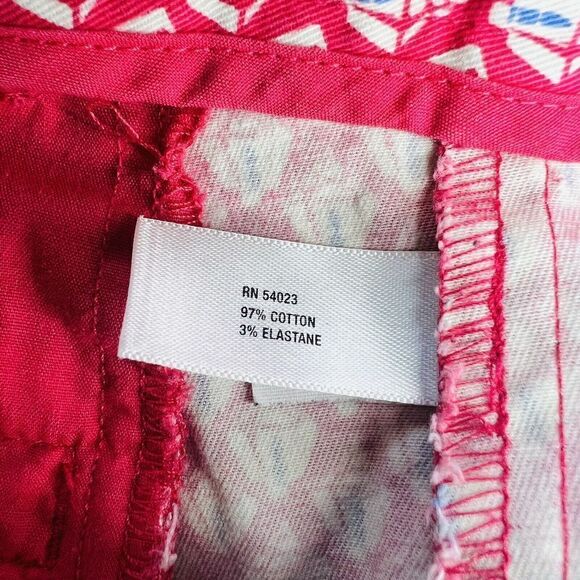 RN 54023
97% COTTON
3% ELASTANE